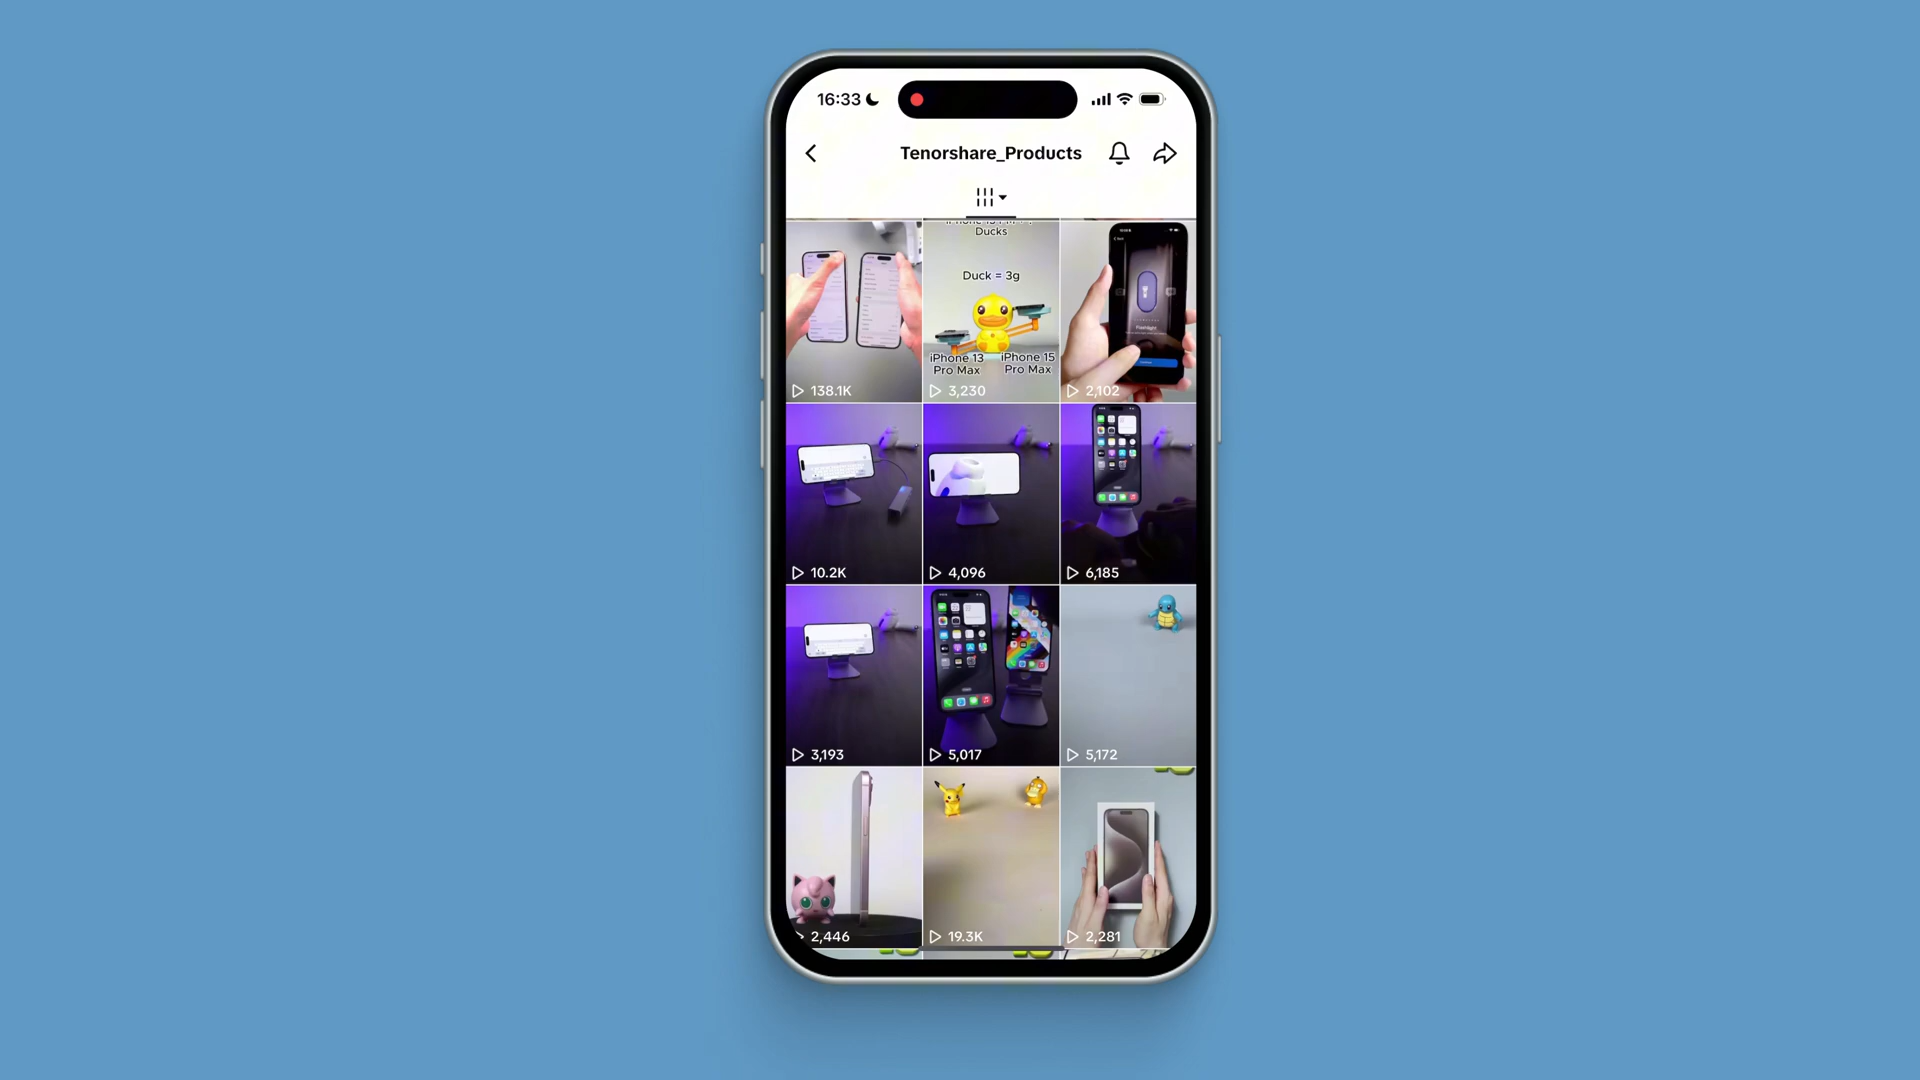 16:33
Tenorshare_Products
Ducks
Duck = 3g
iPhone 13
Pro Max
iPhone 15
Pro Max
138.1K
3,230
2,102
Flashlight
10.2K
4,096
6,185
3,193
5,017
5,172
2,446
19.3K
2,281